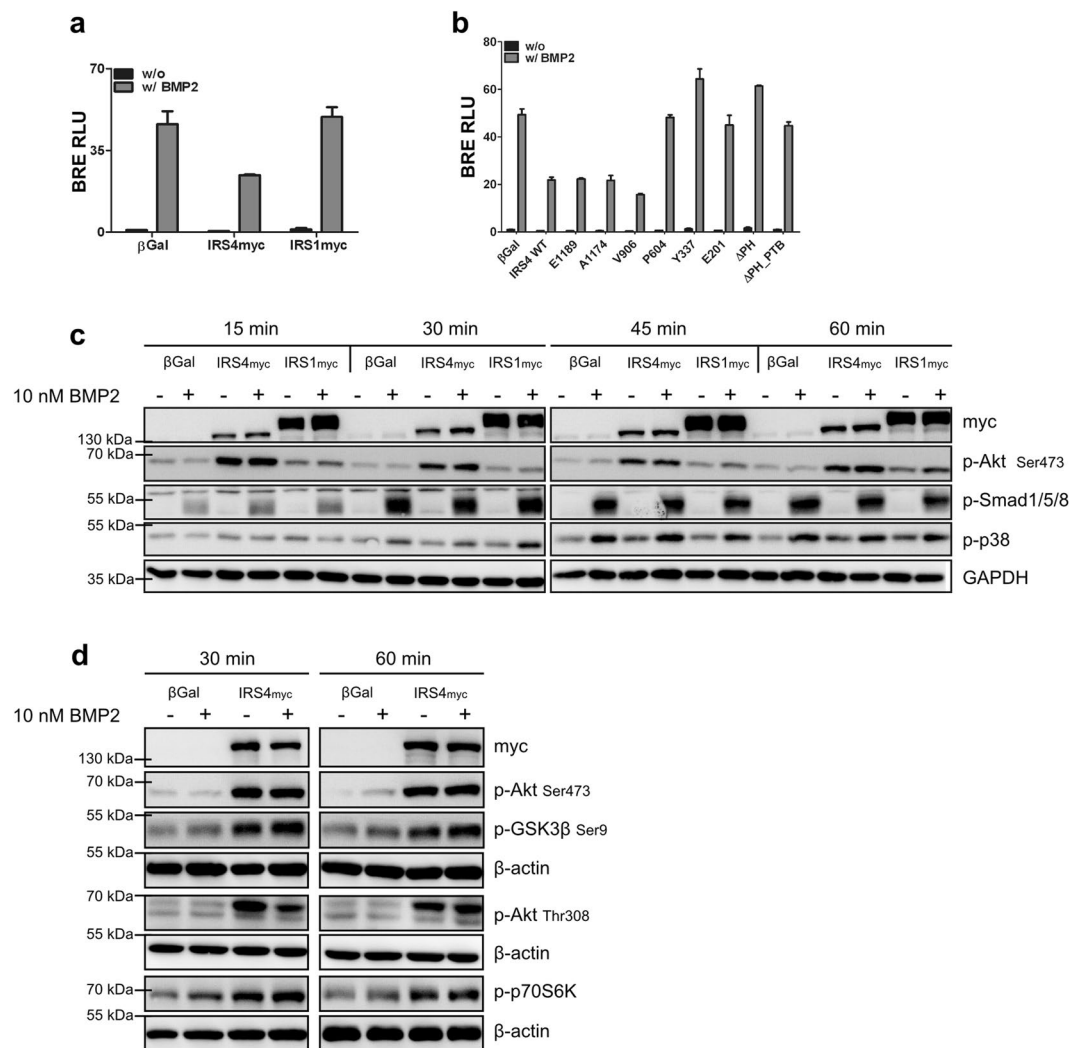 a
BRE RLU
70
35
0
w/o
w/ BMP2
βGal
IRS4myc
IRS1myc
b
BRE RLU
80
60
40
20
0
w/o
w/ BMP2
βGal
IRS4 WT
E1189
A1174
V906
P604
Y337
E201
ΔPH
ΔPH_PTB
c
15 min 30 min 45 min 60 min
βGal IRS4myc IRS1myc βGal IRS4myc IRS1myc βGal IRS4myc IRS1myc βGal IRS4myc IRS1myc
10 nM BMP2 - + - + - + - + - + - + - + - + - + - + - + - +
130 kDa myc
70 kDa p-Akt Ser473
55 kDa p-Smad1/5/8
55 kDa p-p38
35 kDa GAPDH
d
30 min 60 min
βGal IRS4myc βGal IRS4myc
10 nM BMP2 - + - + - + - +
130 kDa myc
70 kDa p-Akt Ser473
55 kDa p-GSK3β Ser9
55 kDa β-actin
70 kDa p-Akt Thr308
55 kDa β-actin
70 kDa p-p70S6K
55 kDa β-actin